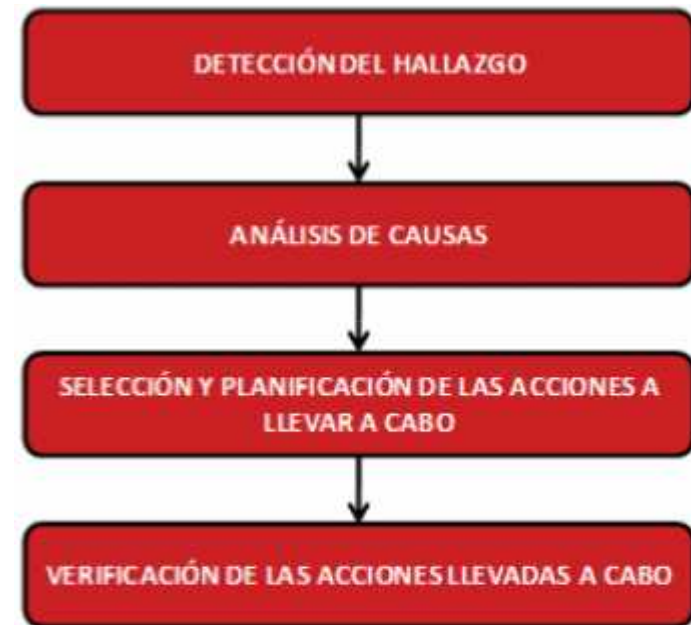 DETECCIÓN DEL HALLAZGO
ANÁLISIS DE CAUSAS
SELECCIÓN Y PLANIFICACIÓN DE LAS ACCIONES A
LLEVAR A CABO
VERIFICACIÓN DE LAS ACCIONES LLEVADAS A CABO